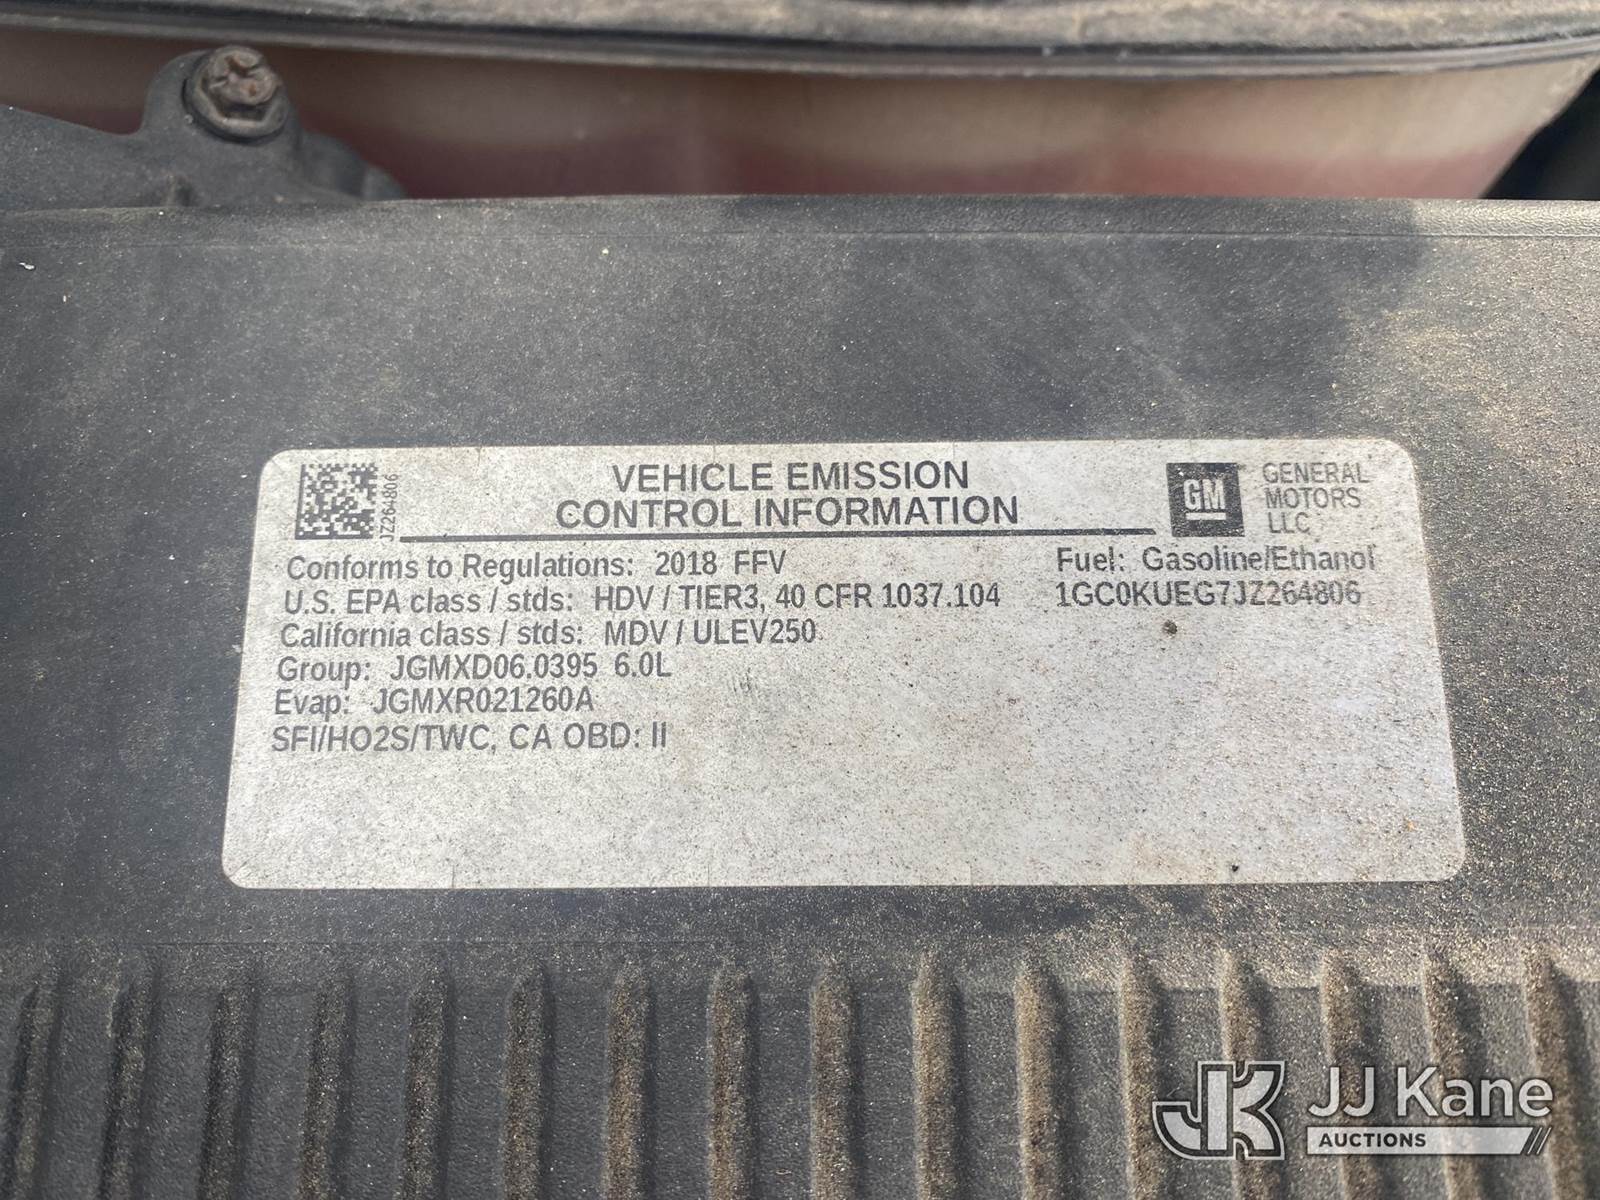 JZ264806
VEHICLE EMISSION
CONTROL INFORMATION
GM
GENERAL
MOTORS
LLC
Conforms to Regulations: 2018 FFV
Fuel: Gasoline/Ethanol
U.S. EPA class / stds: HDV / TIER3, 40 CFR 1037.104
1GC0KUEG7JZ264806
California class / stds: MDV / ULEV250
Group: JGMXD06.0395 6.0L
Evap: JGMXR021260A
SFI/HO2S/TWC, CA OBD: II
JK JJ Kane
AUCTIONS